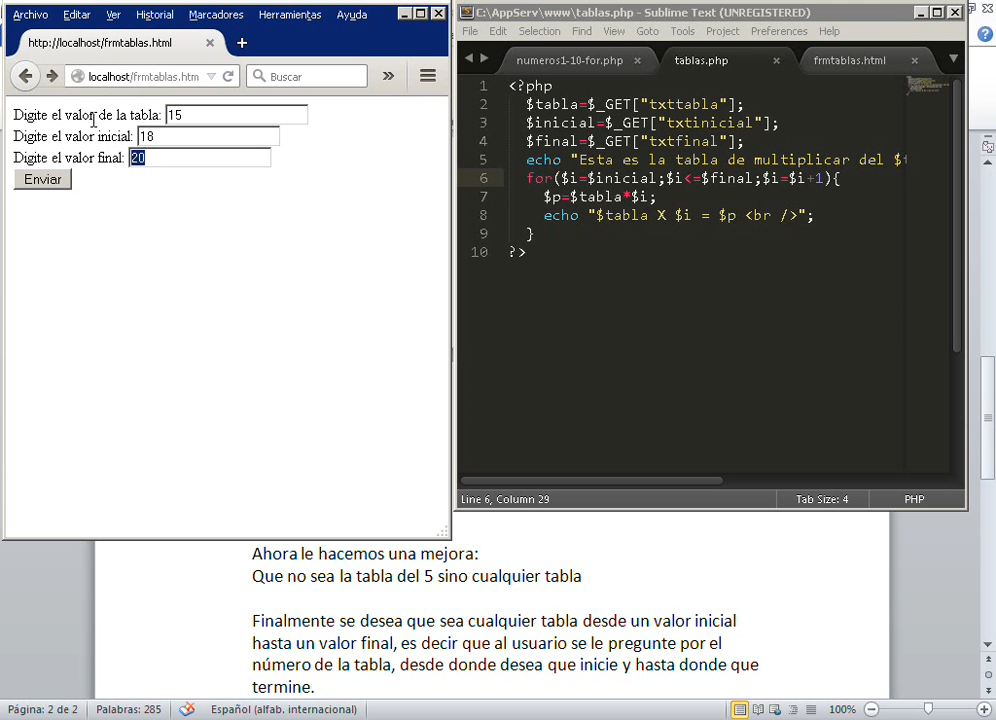 Archivo Editar Ver Historial Marcadores Herramientas Ayuda
http://localhost/frmtablas.html
localhost/frmtablas.htm
Buscar
Digite el valor de la tabla: 15
Digite el valor inicial: 18
Digite el valor final: 20
Enviar
C:\AppServ\www\tablas.php - Sublime Text (UNREGISTERED)
File Edit Selection Find View Goto Tools Project Preferences Help
numeros1-10-for.php tablas.php frmtablas.html
1 <?php
2 $tabla=$_GET["txttabla"];
3 $inicial=$_GET["txtinicial"];
4 $final=$_GET["txtfinal"];
5 echo "Esta es la tabla de multiplicar del $
6 for($i=$inicial;$i<=$final;$i=$i+1){
7 $p=$tabla*$i;
8 echo "$tabla X $i = $p <br />";
9 }
10 ?>
Line 6, Column 29 Tab Size: 4 PHP
Ahora le hacemos una mejora:
Que no sea la tabla del 5 sino cualquier tabla
Finalmente se desea que sea cualquier tabla desde un valor inicial
hasta un valor final, es decir que al usuario se le pregunte por el
número de la tabla, desde donde desea que inicie y hasta donde que
termine.
Página: 2 de 2 Palabras: 285 Español (alfab. internacional) 100%